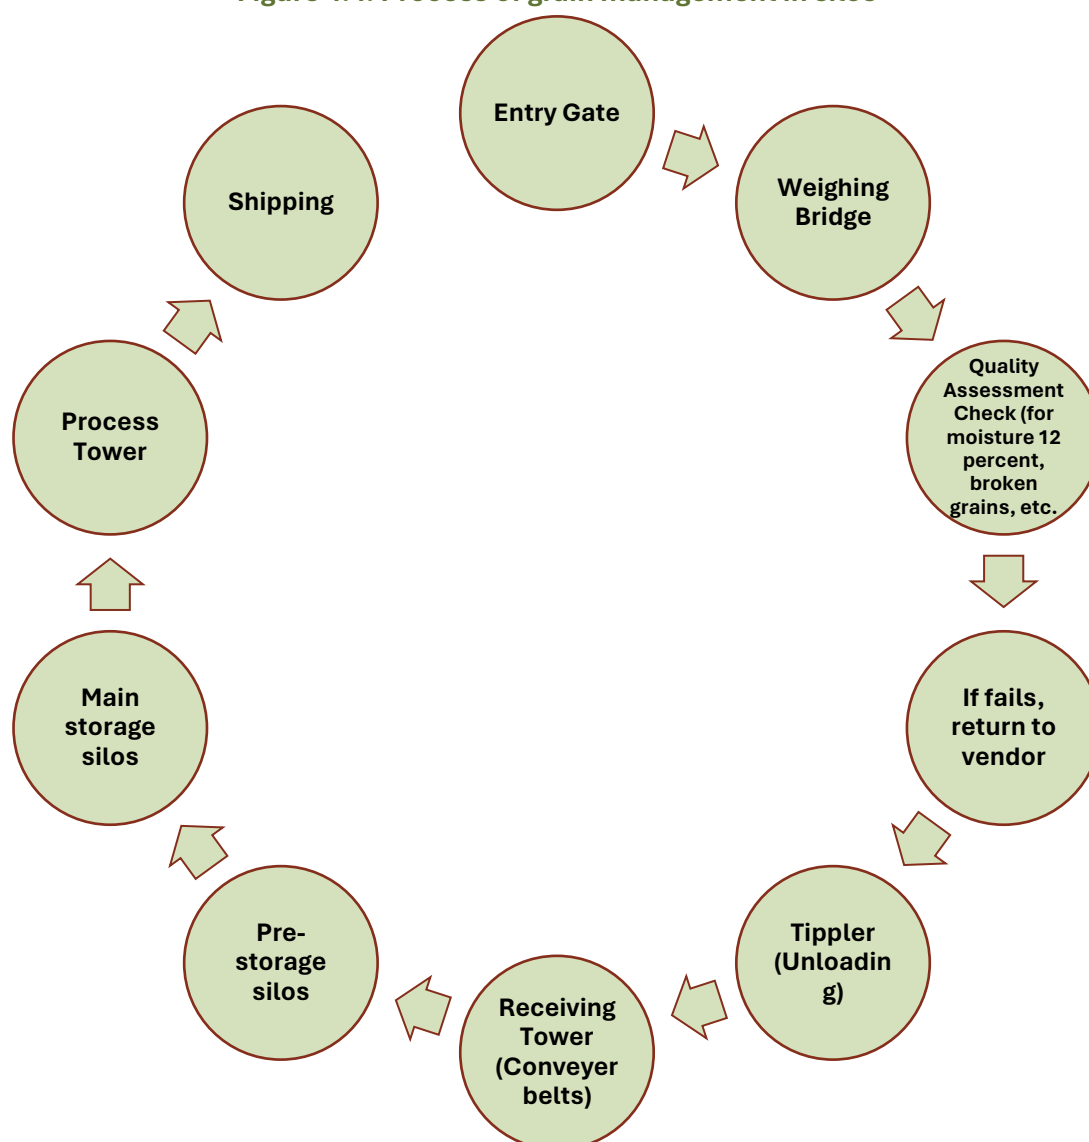 Entry Gate
Weighing
Bridge
Quality
Assessment
Check (for
moisture 12
percent,
broken
grains, etc.
If fails,
return to
vendor
Tippler
(Unloadin
g)
Receiving
Tower
(Conveyer
belts)
Pre-
storage
silos
Main
storage
silos
Process
Tower
Shipping